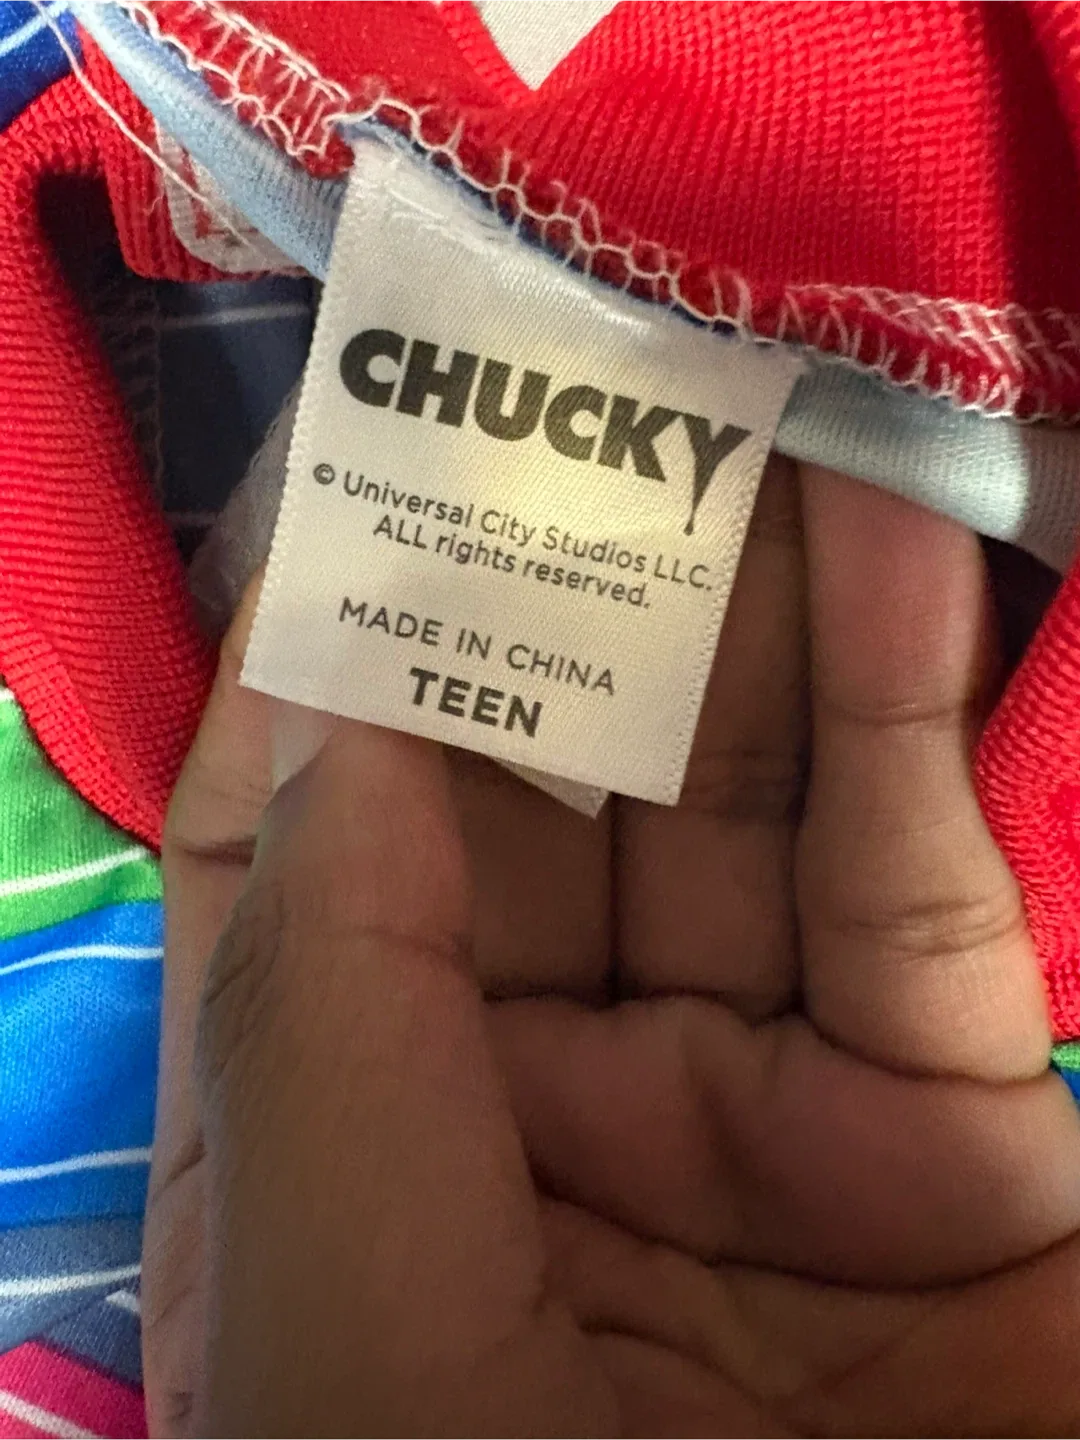 CHUCKY
© Universal City Studios LLC.
ALL rights reserved.
MADE IN CHINA
TEEN